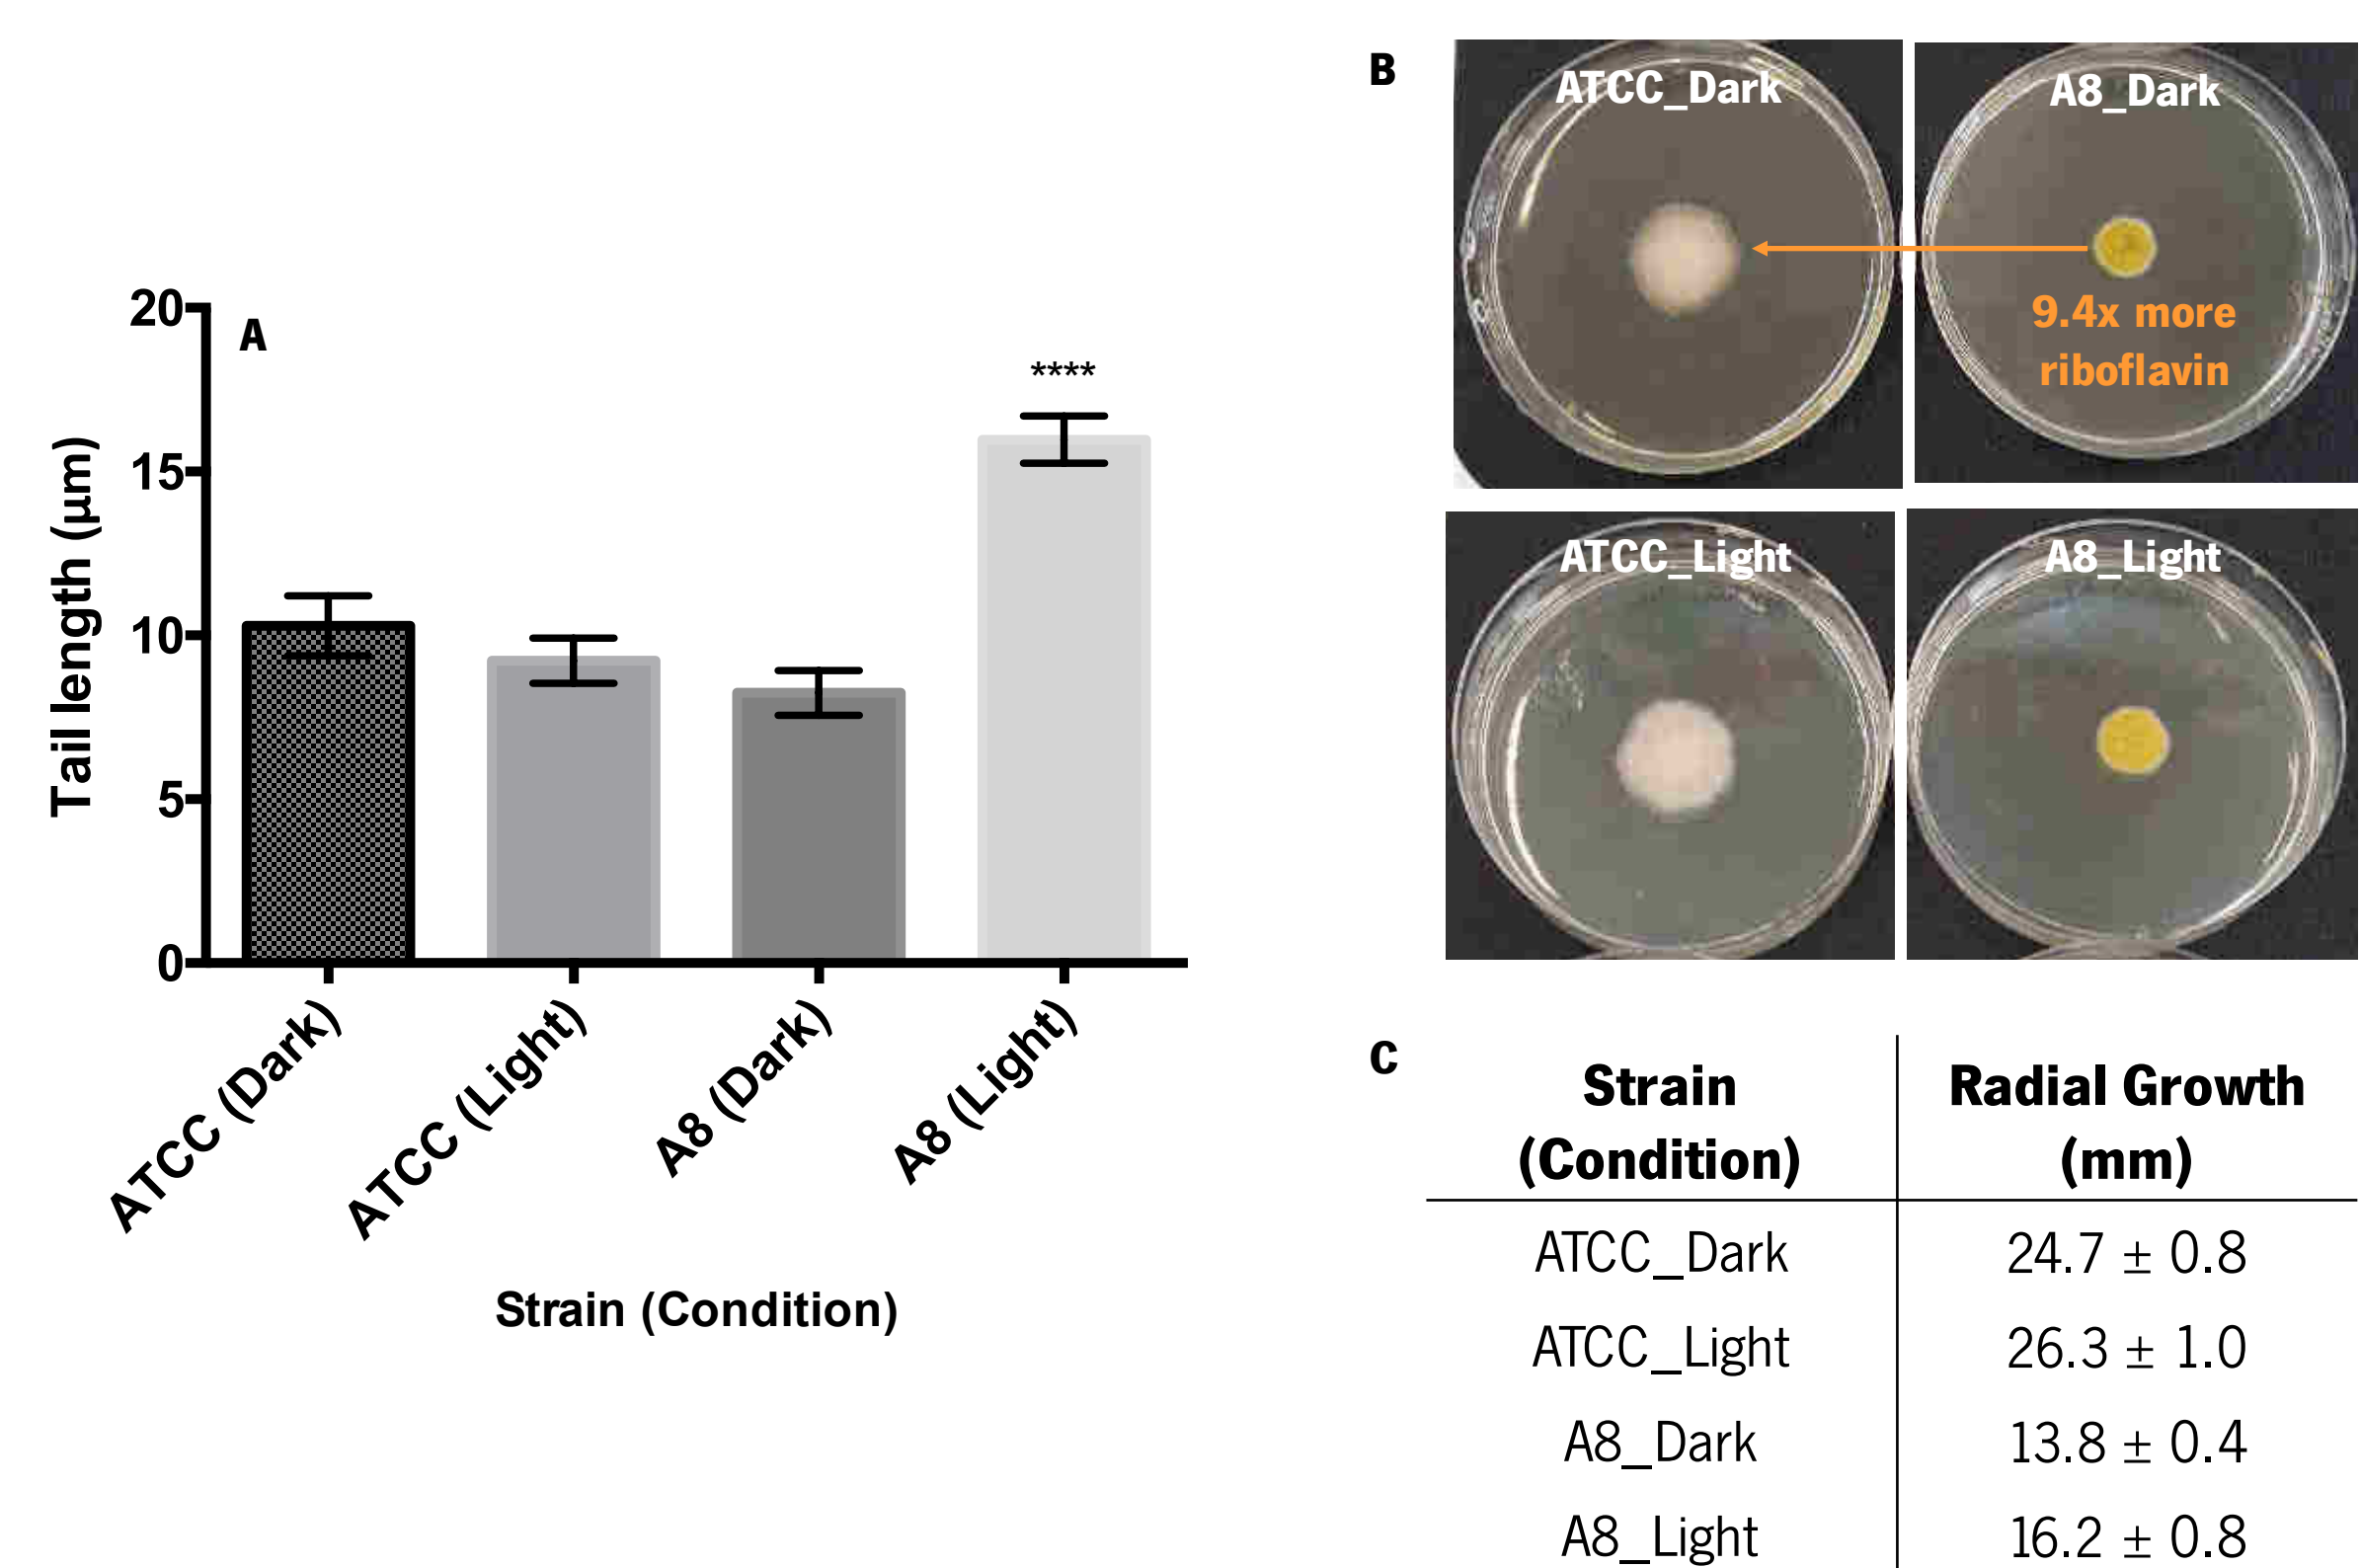 A
20
15
10
5
0
Tail length (µm)
****
ATCC (Dark)
ATCC (Light)
A8 (Dark)
A8 (Light)
Strain (Condition)
B
ATCC_Dark
A8_Dark
9.4x more
riboflavin
ATCC_Light
A8_Light
C
Strain
(Condition)
Radial Growth
(mm)
ATCC_Dark 24.7 ± 0.8
ATCC_Light 26.3 ± 1.0
A8_Dark 13.8 ± 0.4
A8_Light 16.2 ± 0.8